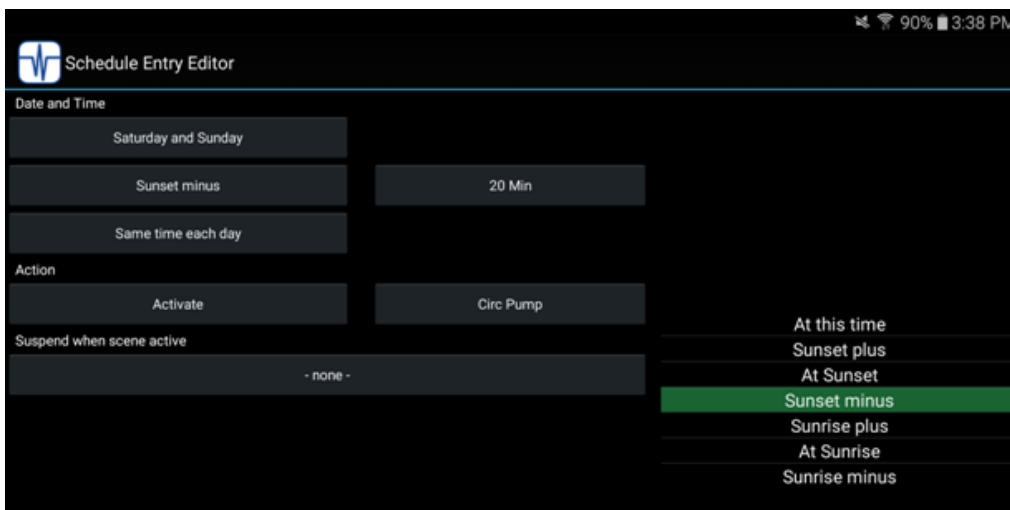 90% 3:38 PM
Schedule Entry Editor
Date and Time
Saturday and Sunday
Sunset minus
20 Min
Same time each day
Action
Activate
Circ Pump
Suspend when scene active
- none -
At this time
Sunset plus
At Sunset
Sunset minus
Sunrise plus
At Sunrise
Sunrise minus